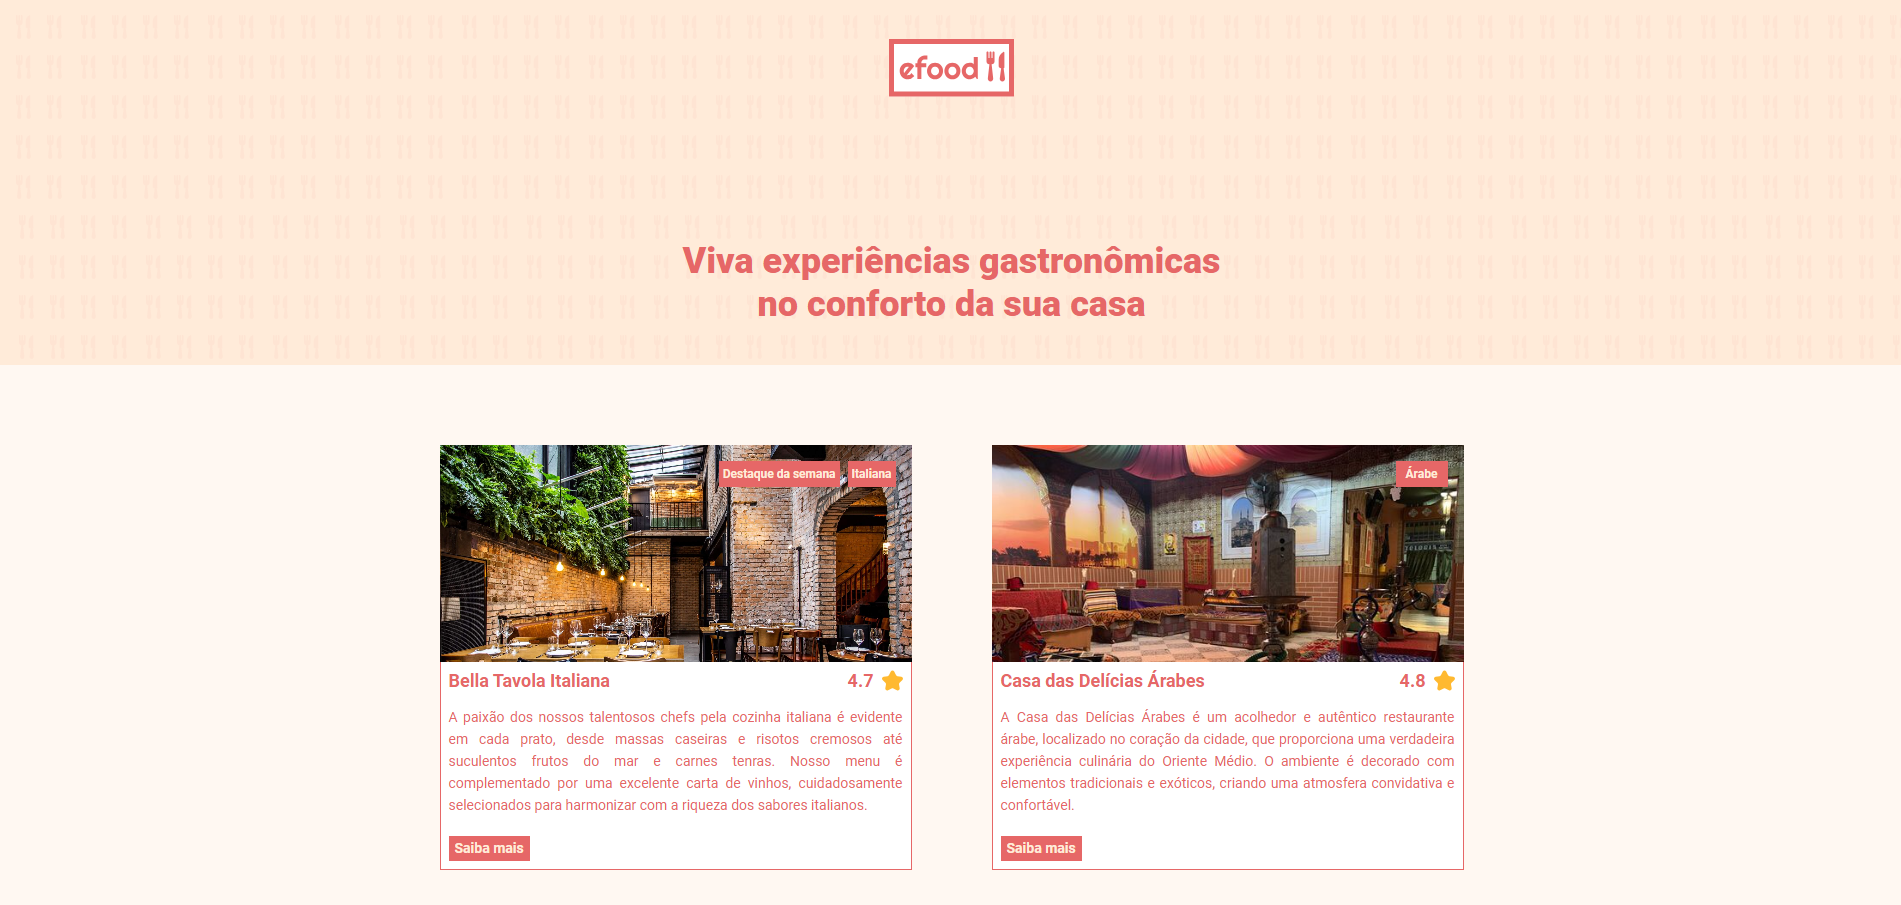 efood
Viva experiências gastronômicas
no conforto da sua casa
Destaque da semana
Italiana
Bella Tavola Italiana
4.7
A paixão dos nossos talentosos chefs pela cozinha italiana é evidente
em cada prato, desde massas caseiras e risotos cremosos até
suculentos frutos do mar e carnes tenras. Nosso menu é
complementado por uma excelente carta de vinhos, cuidadosamente
selecionados para harmonizar com a riqueza dos sabores italianos.
Saiba mais
Árabe
Casa das Delícias Árabes
4.8
A Casa das Delícias Árabes é um acolhedor e autêntico restaurante
árabe, localizado no coração da cidade, que proporciona uma verdadeira
experiência culinária do Oriente Médio. O ambiente é decorado com
elementos tradicionais e exóticos, criando uma atmosfera convidativa e
confortável.
Saiba mais